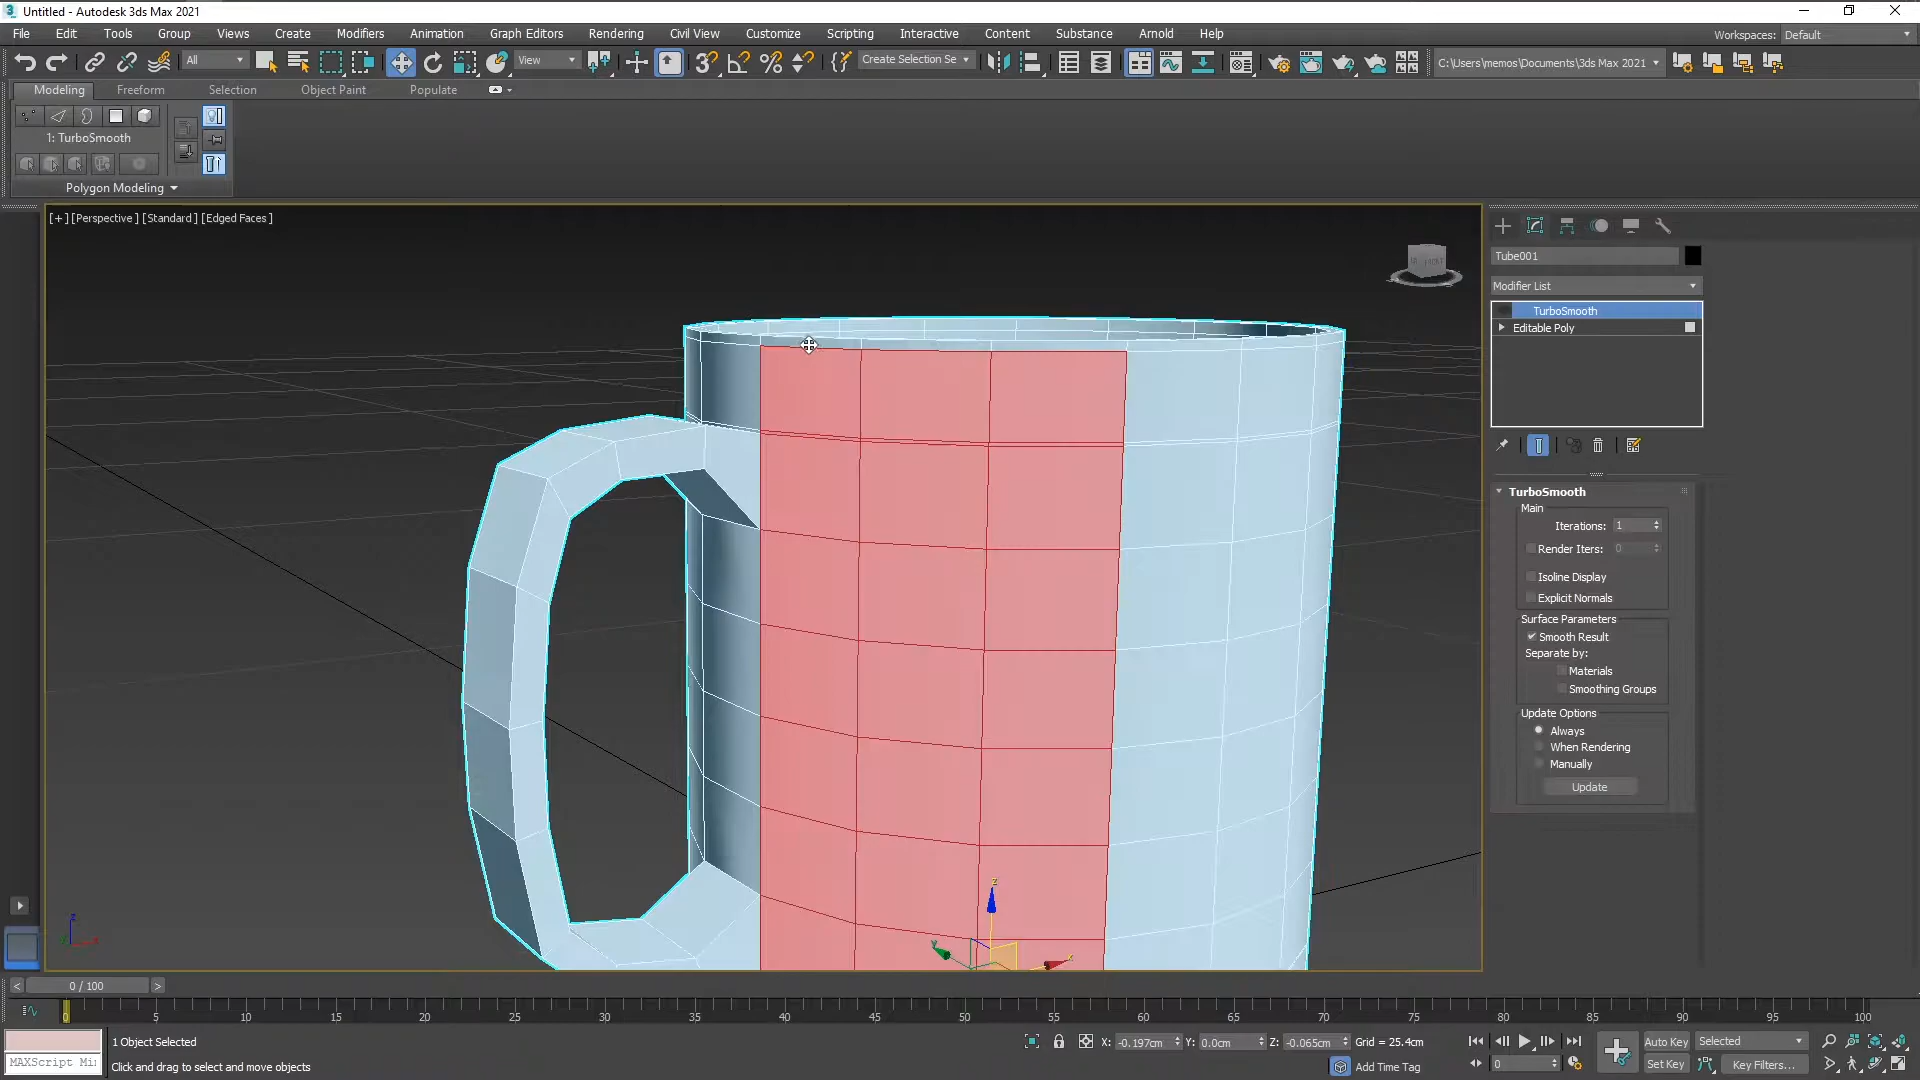 3 Untitled - Autodesk 3ds Max 2021
File Edit Tools Group Views Create Modifiers Animation Graph Editors Rendering Civil View Customize Scripting Interactive Content Substance Arnold Help Workspaces: Default
All View Create Selection Se C:\Users\memos\Documents\3ds Max 2021
Modeling Freeform Selection Object Paint Populate
1: TurboSmooth
Polygon Modeling
[+] [Perspective] [Standard] [Edged Faces]
FRONT
Tube001
Modifier List
TurboSmooth
Editable Poly
TurboSmooth
Main
Iterations: 1
Render Iters: 0
Isoline Display
Explicit Normals
Surface Parameters
Smooth Result
Separate by:
Materials
Smoothing Groups
Update Options
Always
When Rendering
Manually
Update
z
y
x
z
x
< 0 / 100 >
0 5 10 15 20 25 30 35 40 45 50 55 60 65 70 75 80 85 90 95 100
1 Object Selected X: -0.197cm Y: 0.0cm Z: -0.065cm Grid = 25.4cm Auto Key Selected
MAXScript Mi Click and drag to select and move objects Add Time Tag 0 Set Key Key Filters...